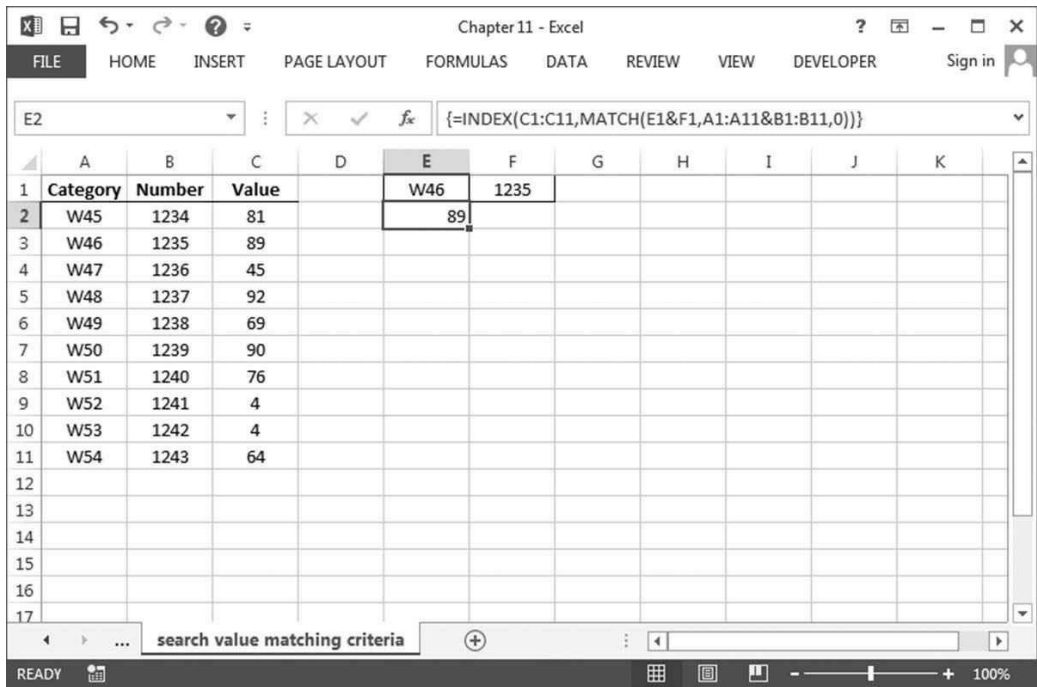 Chapter 11 - Excel
FILE HOME INSERT PAGE LAYOUT FORMULAS DATA REVIEW VIEW DEVELOPER Sign in
E2 fx {=INDEX(C1:C11,MATCH(E1&F1,A1:A11&B1:B11,0))}
A B C D E F G H I J K
1 Category Number Value W46 1235
2 W45 1234 81 89
3 W46 1235 89
4 W47 1236 45
5 W48 1237 92
6 W49 1238 69
7 W50 1239 90
8 W51 1240 76
9 W52 1241 4
10 W53 1242 4
11 W54 1243 64
12
13
14
15
16
17
... search value matching criteria
READY 100%